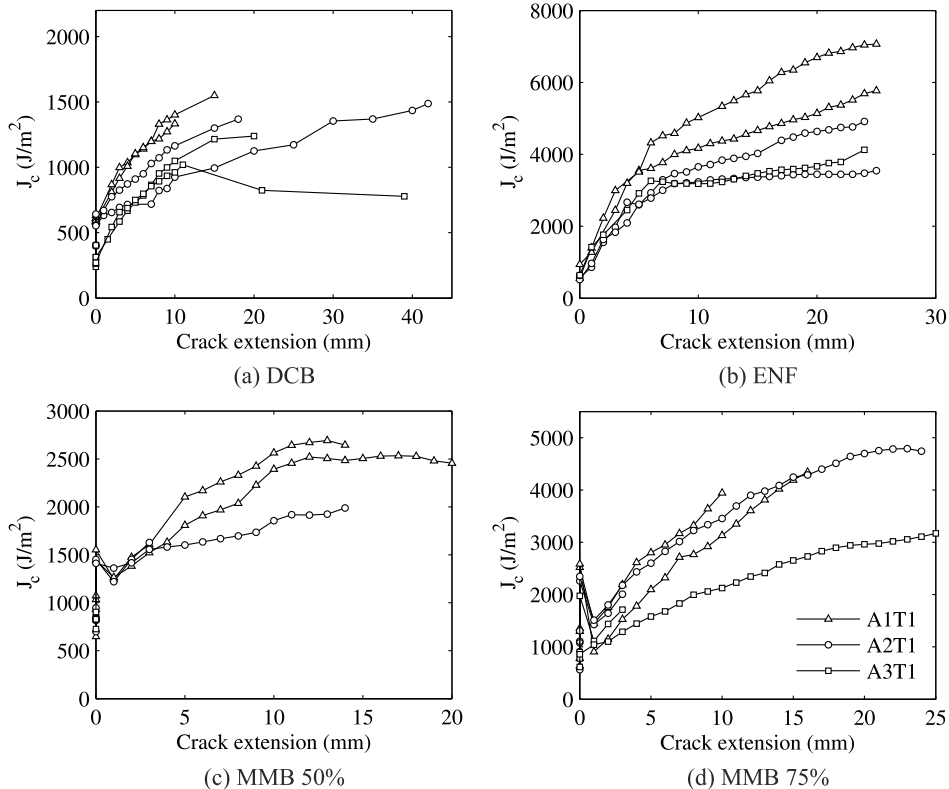 2000
1500
1000
500
0
J_c (J/m^2)
0 10 20 30 40
Crack extension (mm)
(a) DCB
8000
6000
4000
2000
0
J_c (J/m^2)
0 10 20 30
Crack extension (mm)
(b) ENF
3000
2500
2000
1500
1000
500
0
J_c (J/m^2)
0 5 10 15 20
Crack extension (mm)
(c) MMB 50%
5000
4000
3000
2000
1000
0
J_c (J/m^2)
A1T1
A2T1
A3T1
0 5 10 15 20 25
Crack extension (mm)
(d) MMB 75%